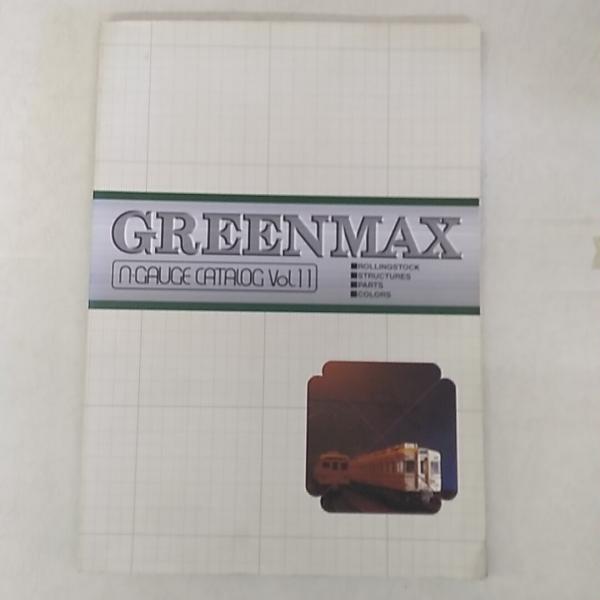 GREENMAX
N-GAUGE CATALOG Vol.11
■ROLLINGSTOCK
■STRUCTURES
■PARTS
■COLORS